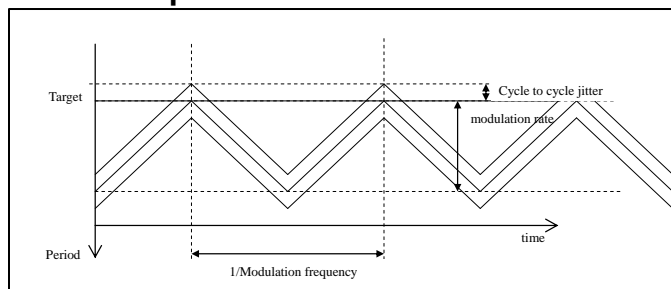 Cycle to cycle jitter
Target
modulation rate
time
Period
1/Modulation frequency